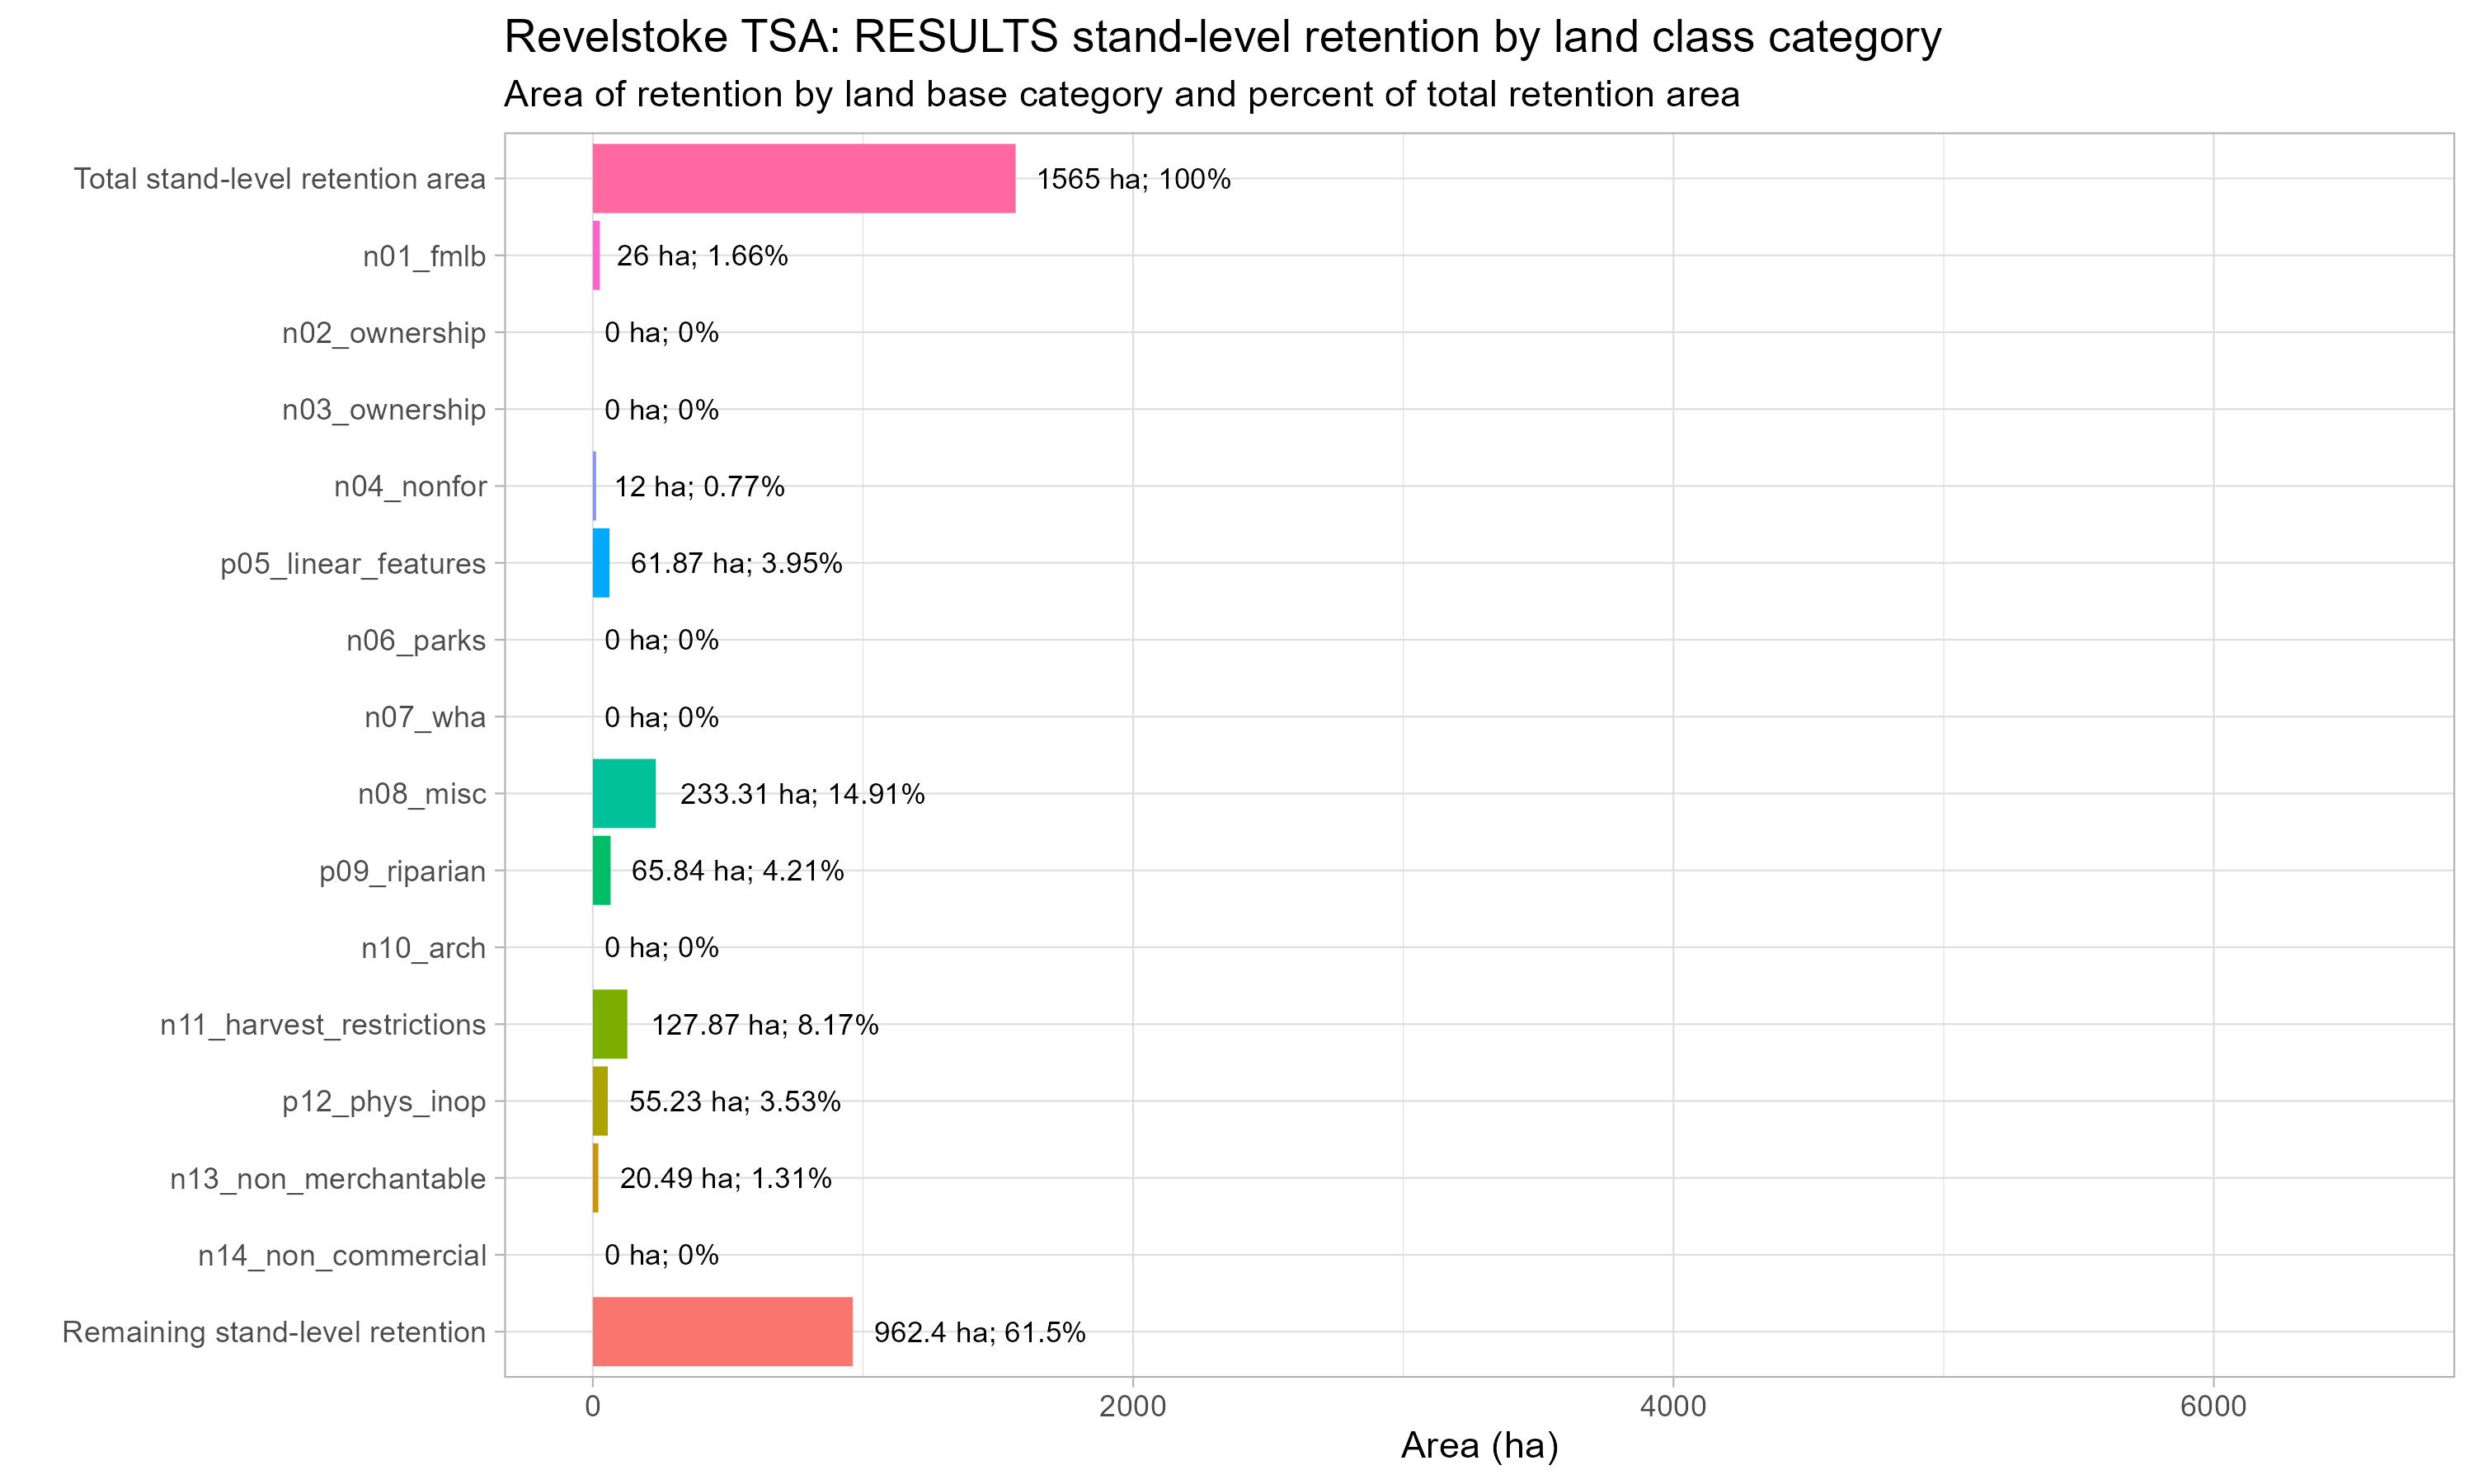 Revelstoke TSA: RESULTS stand-level retention by land class category
Area of retention by land base category and percent of total retention area
Total stand-level retention area 1565 ha; 100%
n01_fmlb 26 ha; 1.66%
n02_ownership 0 ha; 0%
n03_ownership 0 ha; 0%
n04_nonfor 12 ha; 0.77%
p05_linear_features 61.87 ha; 3.95%
n06_parks 0 ha; 0%
n07_wha 0 ha; 0%
n08_misc 233.31 ha; 14.91%
p09_riparian 65.84 ha; 4.21%
n10_arch 0 ha; 0%
n11_harvest_restrictions 127.87 ha; 8.17%
p12_phys_inop 55.23 ha; 3.53%
n13_non_merchantable 20.49 ha; 1.31%
n14_non_commercial 0 ha; 0%
Remaining stand-level retention 962.4 ha; 61.5%
0 2000 4000 6000
Area (ha)